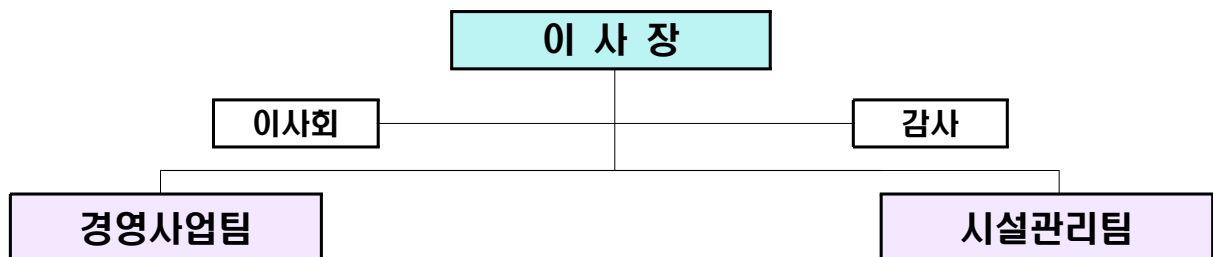 이 사 장
이사회
감사
경영사업팀
시설관리팀